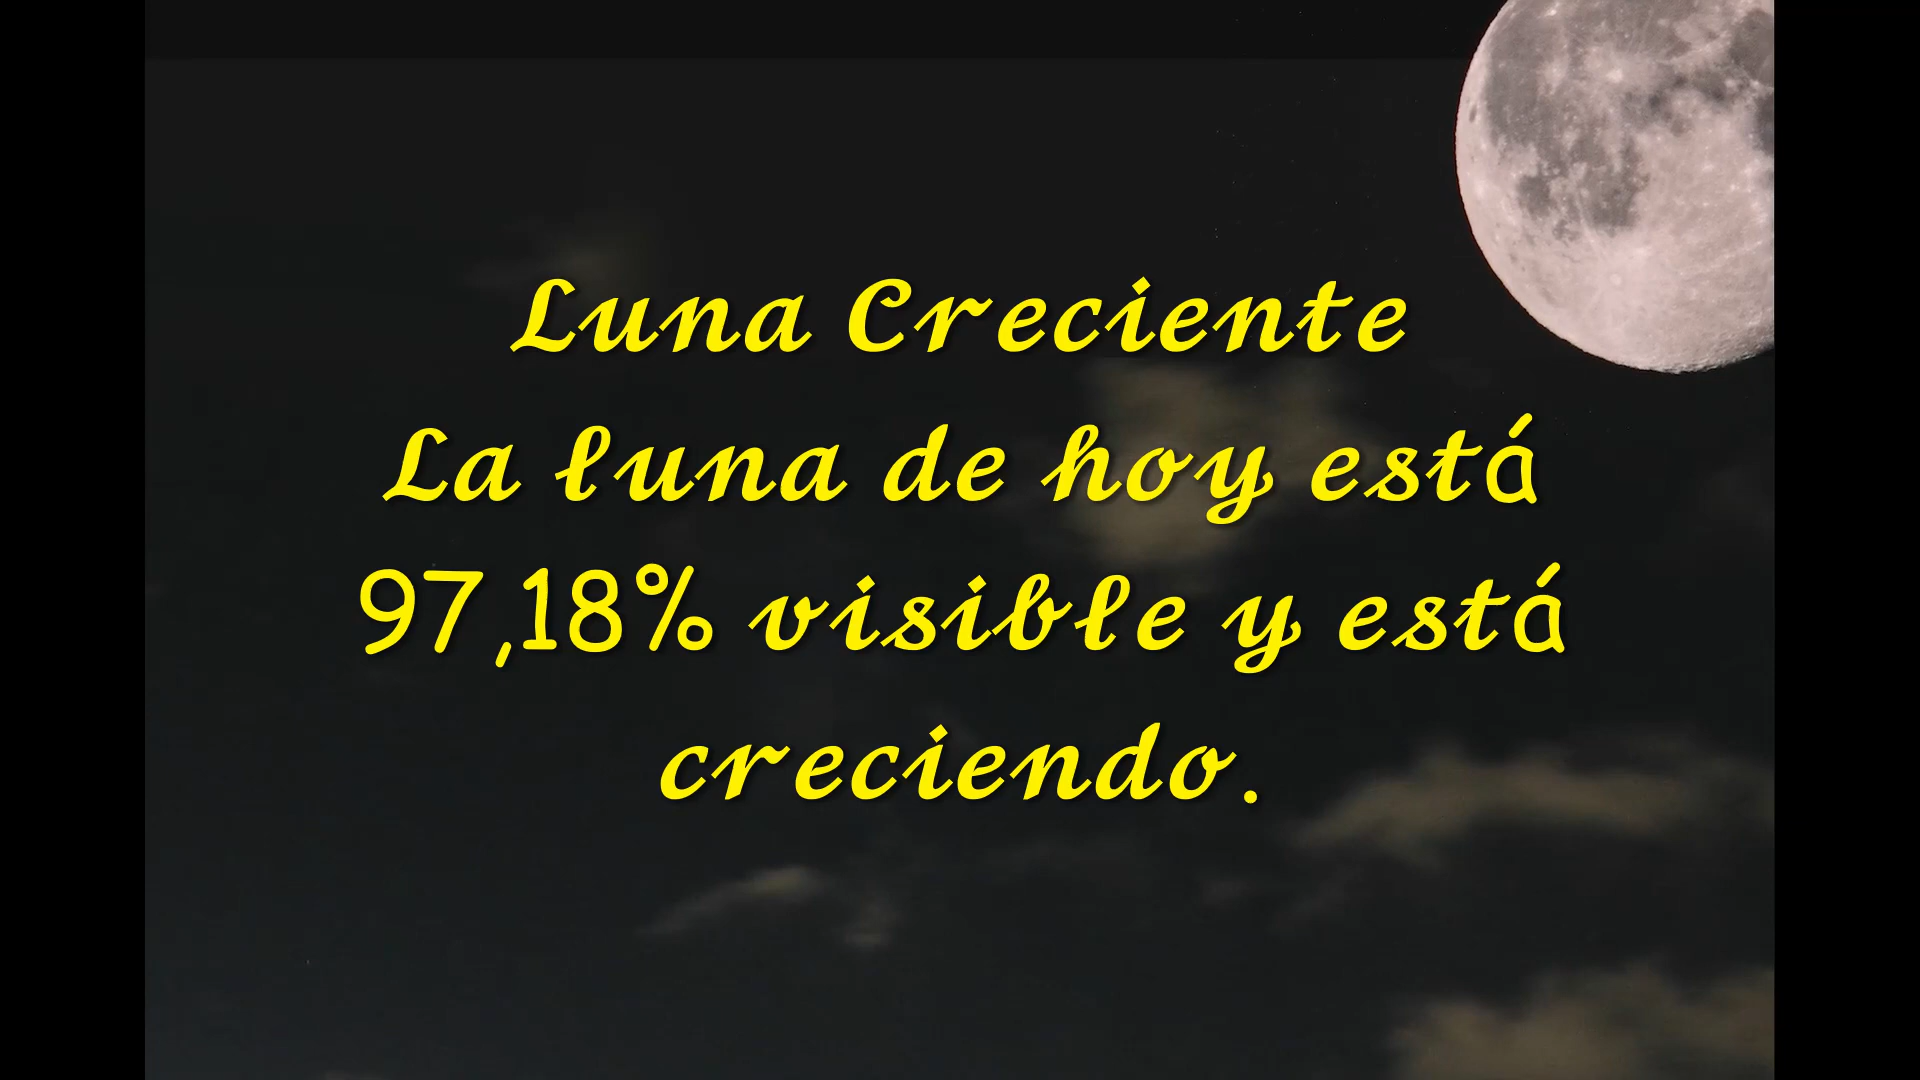 Luna Creciente
La luna de hoy está
97,18% visible y está
creciendo.